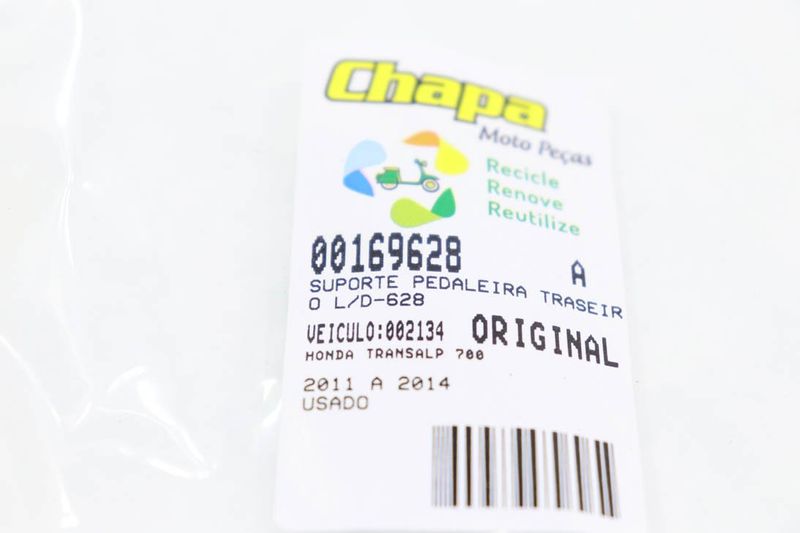 Chapa
Moto Peças
Recicle
Renove
Reutilize
00169628 A
SUPORTE PEDALEIRA TRASEIR
O L/D-628
VEICULO:002134 ORIGINAL
HONDA TRANSALP 700
2011 A 2014
USADO